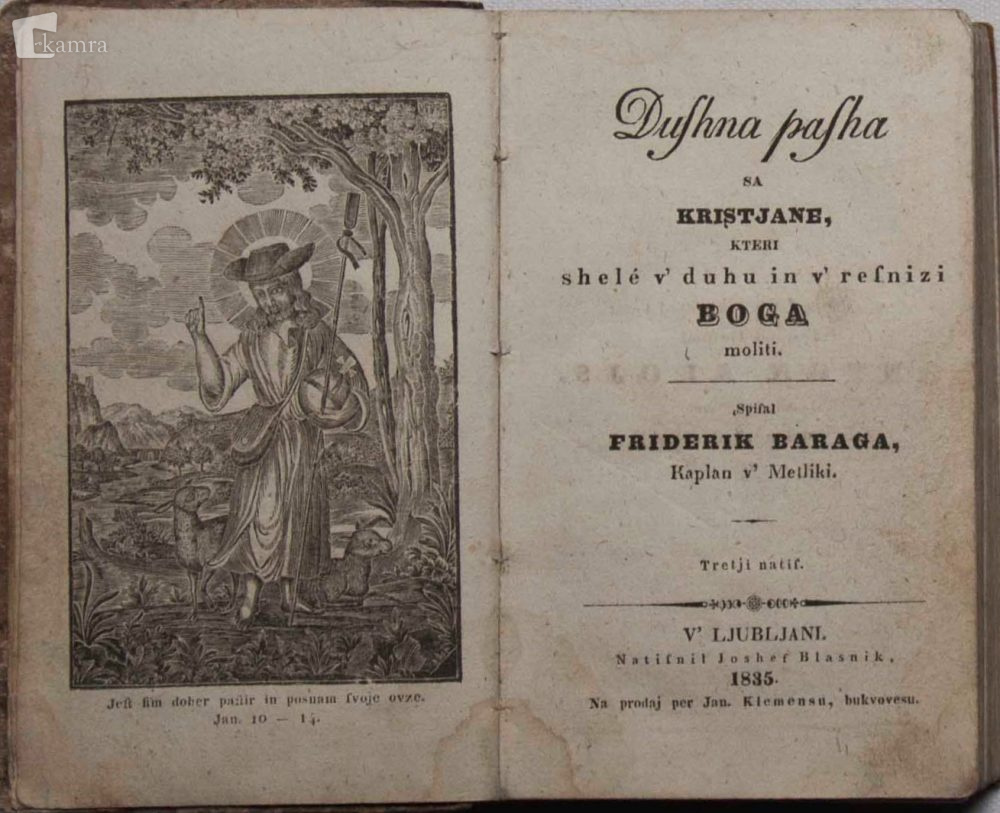 rkamra
Jeſt ſim dober paſtir in posnam ſvoje ovze.
Jan. 10 — 14.
Duſhna paſha
SA
KRISTJANE,
KTERI
shelé v' duhu in v' reſnizi
BOGA
moliti.
Spiſal
FRIDERIK BARAGA,
Kaplan v' Metliki.
Tretji natiſ.
V' LJUBLJANI.
Natiſnil Joshef Blasnik,
1835.
Na prodaj per Jan. Klemensu, bukvovesu.